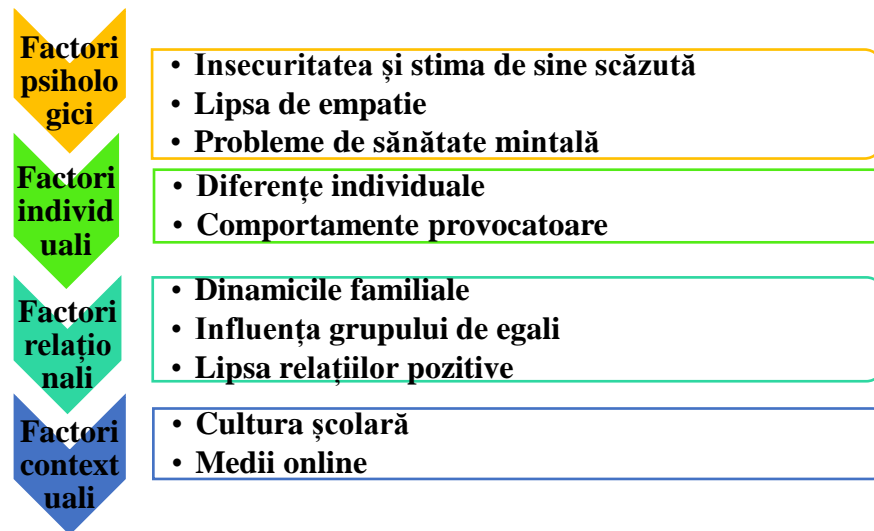 Factori
psiholo
gici
• Insecuritatea și stima de sine scăzută
• Lipsa de empatie
• Probleme de sănătate mintală
Factori
individ
uali
• Diferențe individuale
• Comportamente provocatoare
Factori
relațio
nali
• Dinamicile familiale
• Influența grupului de egali
• Lipsa relațiilor pozitive
Factori
context
uali
• Cultura școlară
• Medii online